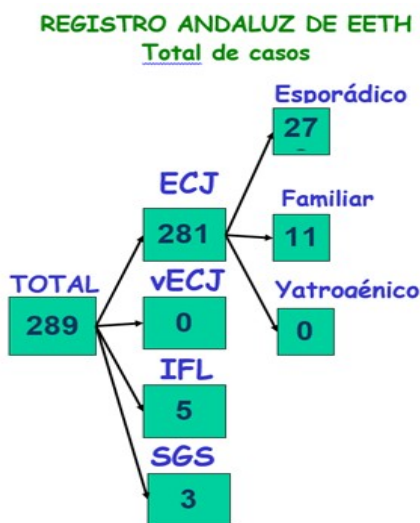 REGISTRO ANDALUZ DE EETH
Total de casos
Esporádico
27
ECJ
281
Familiar
11
TOTAL
289
vECJ
0
Yatrogénico
0
IFL
5
SGS
3